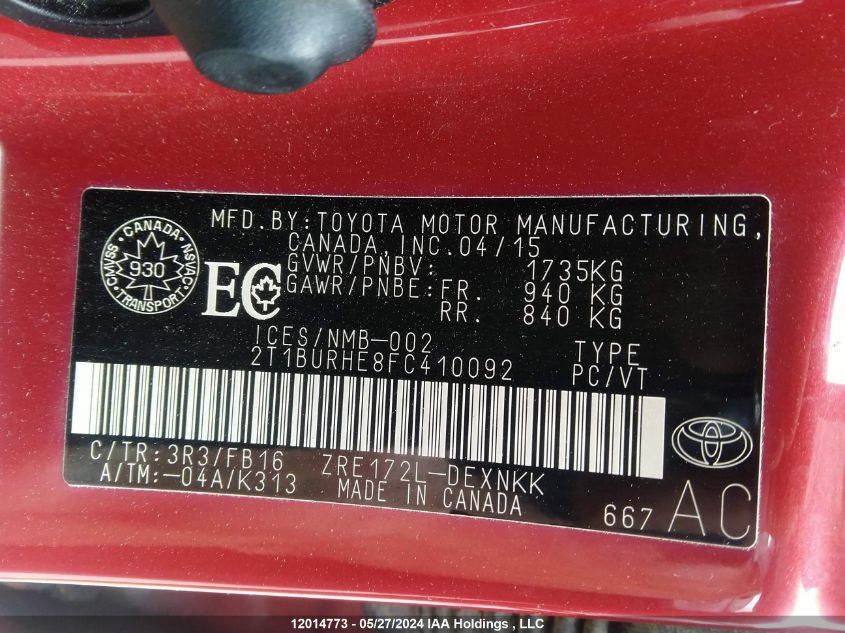 MFD.BY:TOYOTA MOTOR MANUFACTURING,
CANADA,INC.04/15
CMVSS · CANADA · NSVAC
930
TRANSPORT
EC
GVWR/PNBV: 1735KG
GAWR/PNBE:FR. 940 KG
RR. 840 KG
ICES/NMB-002
2T1BURHE8FC410092
TYPE
PC/VT
C/TR:3R3/FB16 ZRE172L-DEXNKK
A/TM:-04A/K313 MADE IN CANADA
667 AC
12014773 - 05/27/2024 IAA Holdings , LLC.